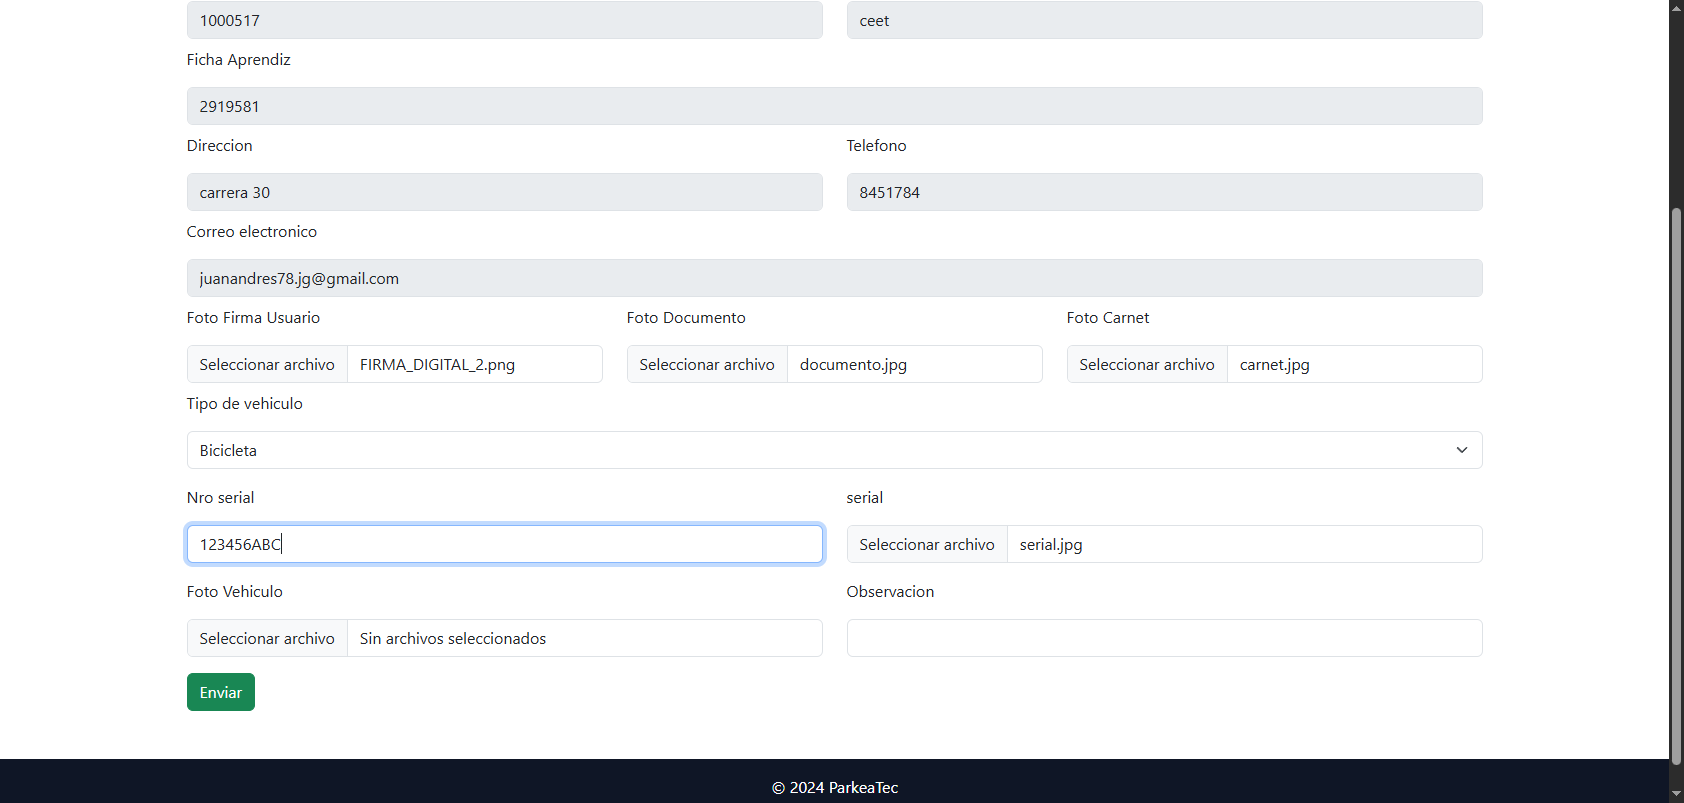 1000517 ceet
Ficha Aprendiz
2919581
Direccion Telefono
carrera 30 8451784
Correo electronico
juanandres78.jg@gmail.com
Foto Firma Usuario Foto Documento Foto Carnet
Seleccionar archivo FIRMA_DIGITAL_2.png Seleccionar archivo documento.jpg Seleccionar archivo carnet.jpg
Tipo de vehiculo
Bicicleta
Nro serial serial
123456ABC Seleccionar archivo serial.jpg
Foto Vehiculo Observacion
Seleccionar archivo Sin archivos seleccionados
Enviar
© 2024 ParkeaTec